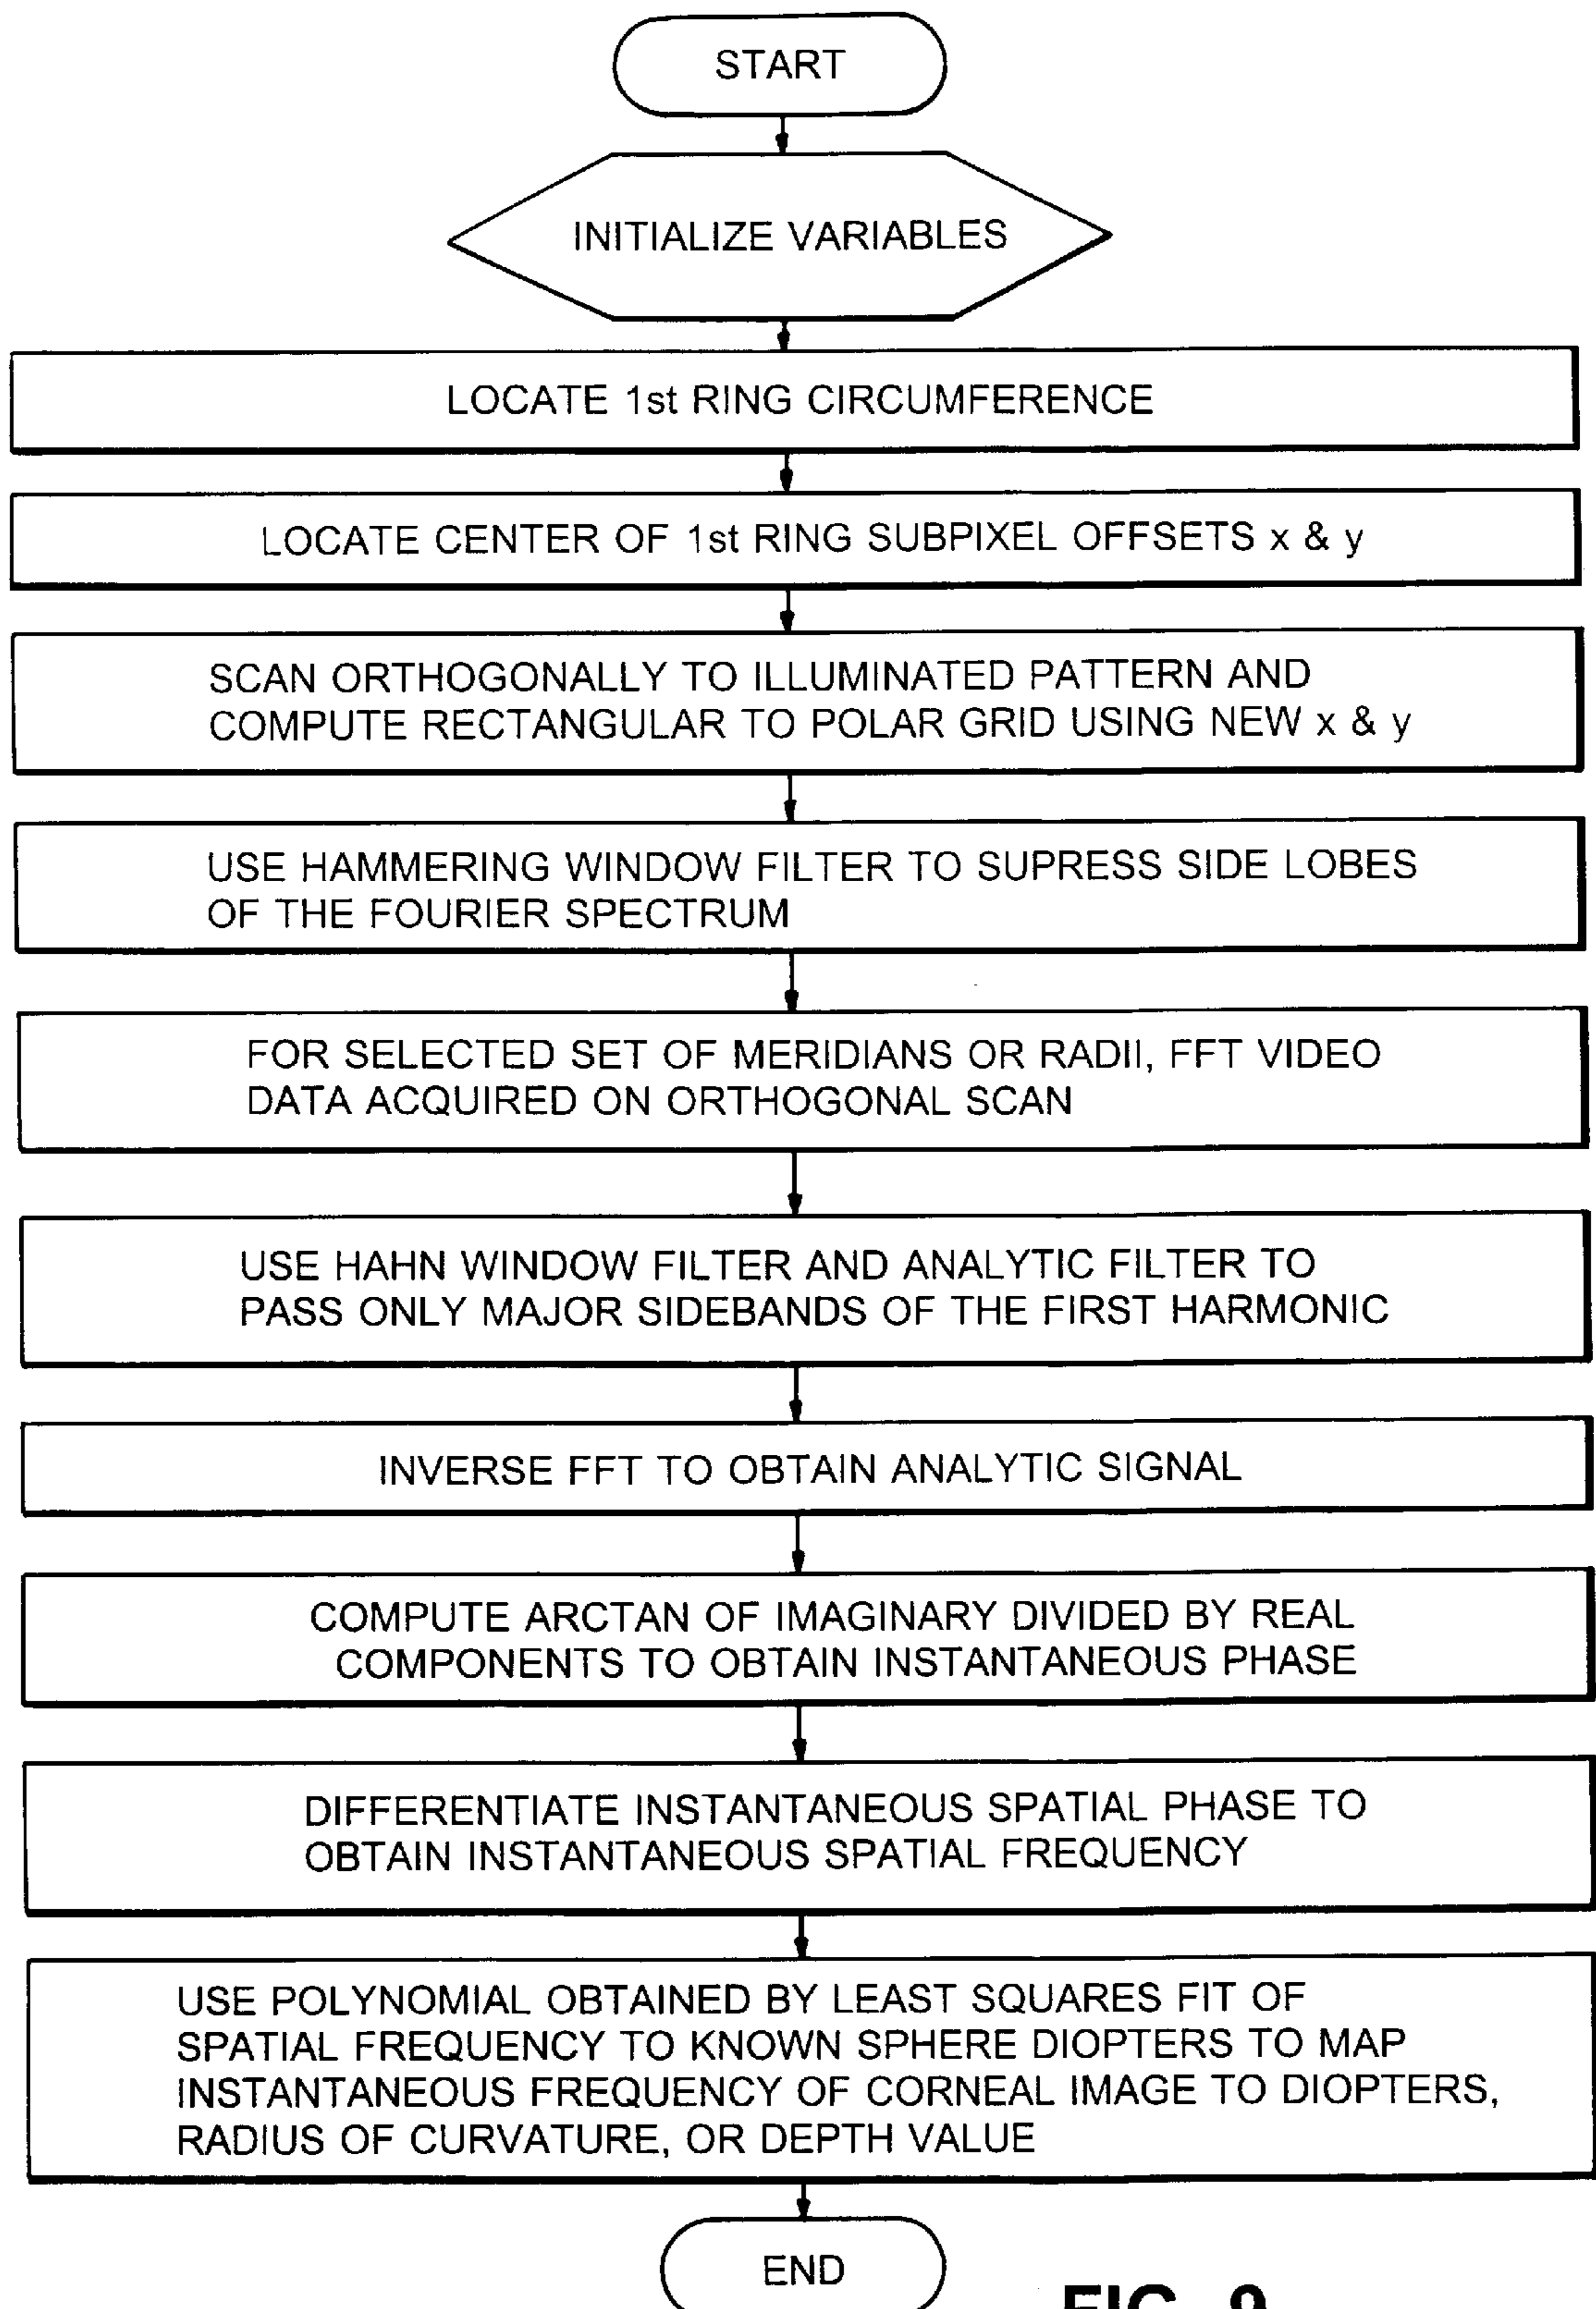 START
INITIALIZE VARIABLES
LOCATE 1st RING CIRCUMFERENCE
LOCATE CENTER OF 1st RING SUBPIXEL OFFSETS x & y
SCAN ORTHOGONALLY TO ILLUMINATED PATTERN AND
COMPUTE RECTANGULAR TO POLAR GRID USING NEW x & y
USE HAMMERING WINDOW FILTER TO SUPRESS SIDE LOBES
OF THE FOURIER SPECTRUM
FOR SELECTED SET OF MERIDIANS OR RADII, FFT VIDEO
DATA ACQUIRED ON ORTHOGONAL SCAN
USE HAHN WINDOW FILTER AND ANALYTIC FILTER TO
PASS ONLY MAJOR SIDEBANDS OF THE FIRST HARMONIC
INVERSE FFT TO OBTAIN ANALYTIC SIGNAL
COMPUTE ARCTAN OF IMAGINARY DIVIDED BY REAL
COMPONENTS TO OBTAIN INSTANTANEOUS PHASE
DIFFERENTIATE INSTANTANEOUS SPATIAL PHASE TO
OBTAIN INSTANTANEOUS SPATIAL FREQUENCY
USE POLYNOMIAL OBTAINED BY LEAST SQUARES FIT OF
SPATIAL FREQUENCY TO KNOWN SPHERE DIOPTERS TO MAP
INSTANTANEOUS FREQUENCY OF CORNEAL IMAGE TO DIOPTERS,
RADIUS OF CURVATURE, OR DEPTH VALUE
END
FIG. 9